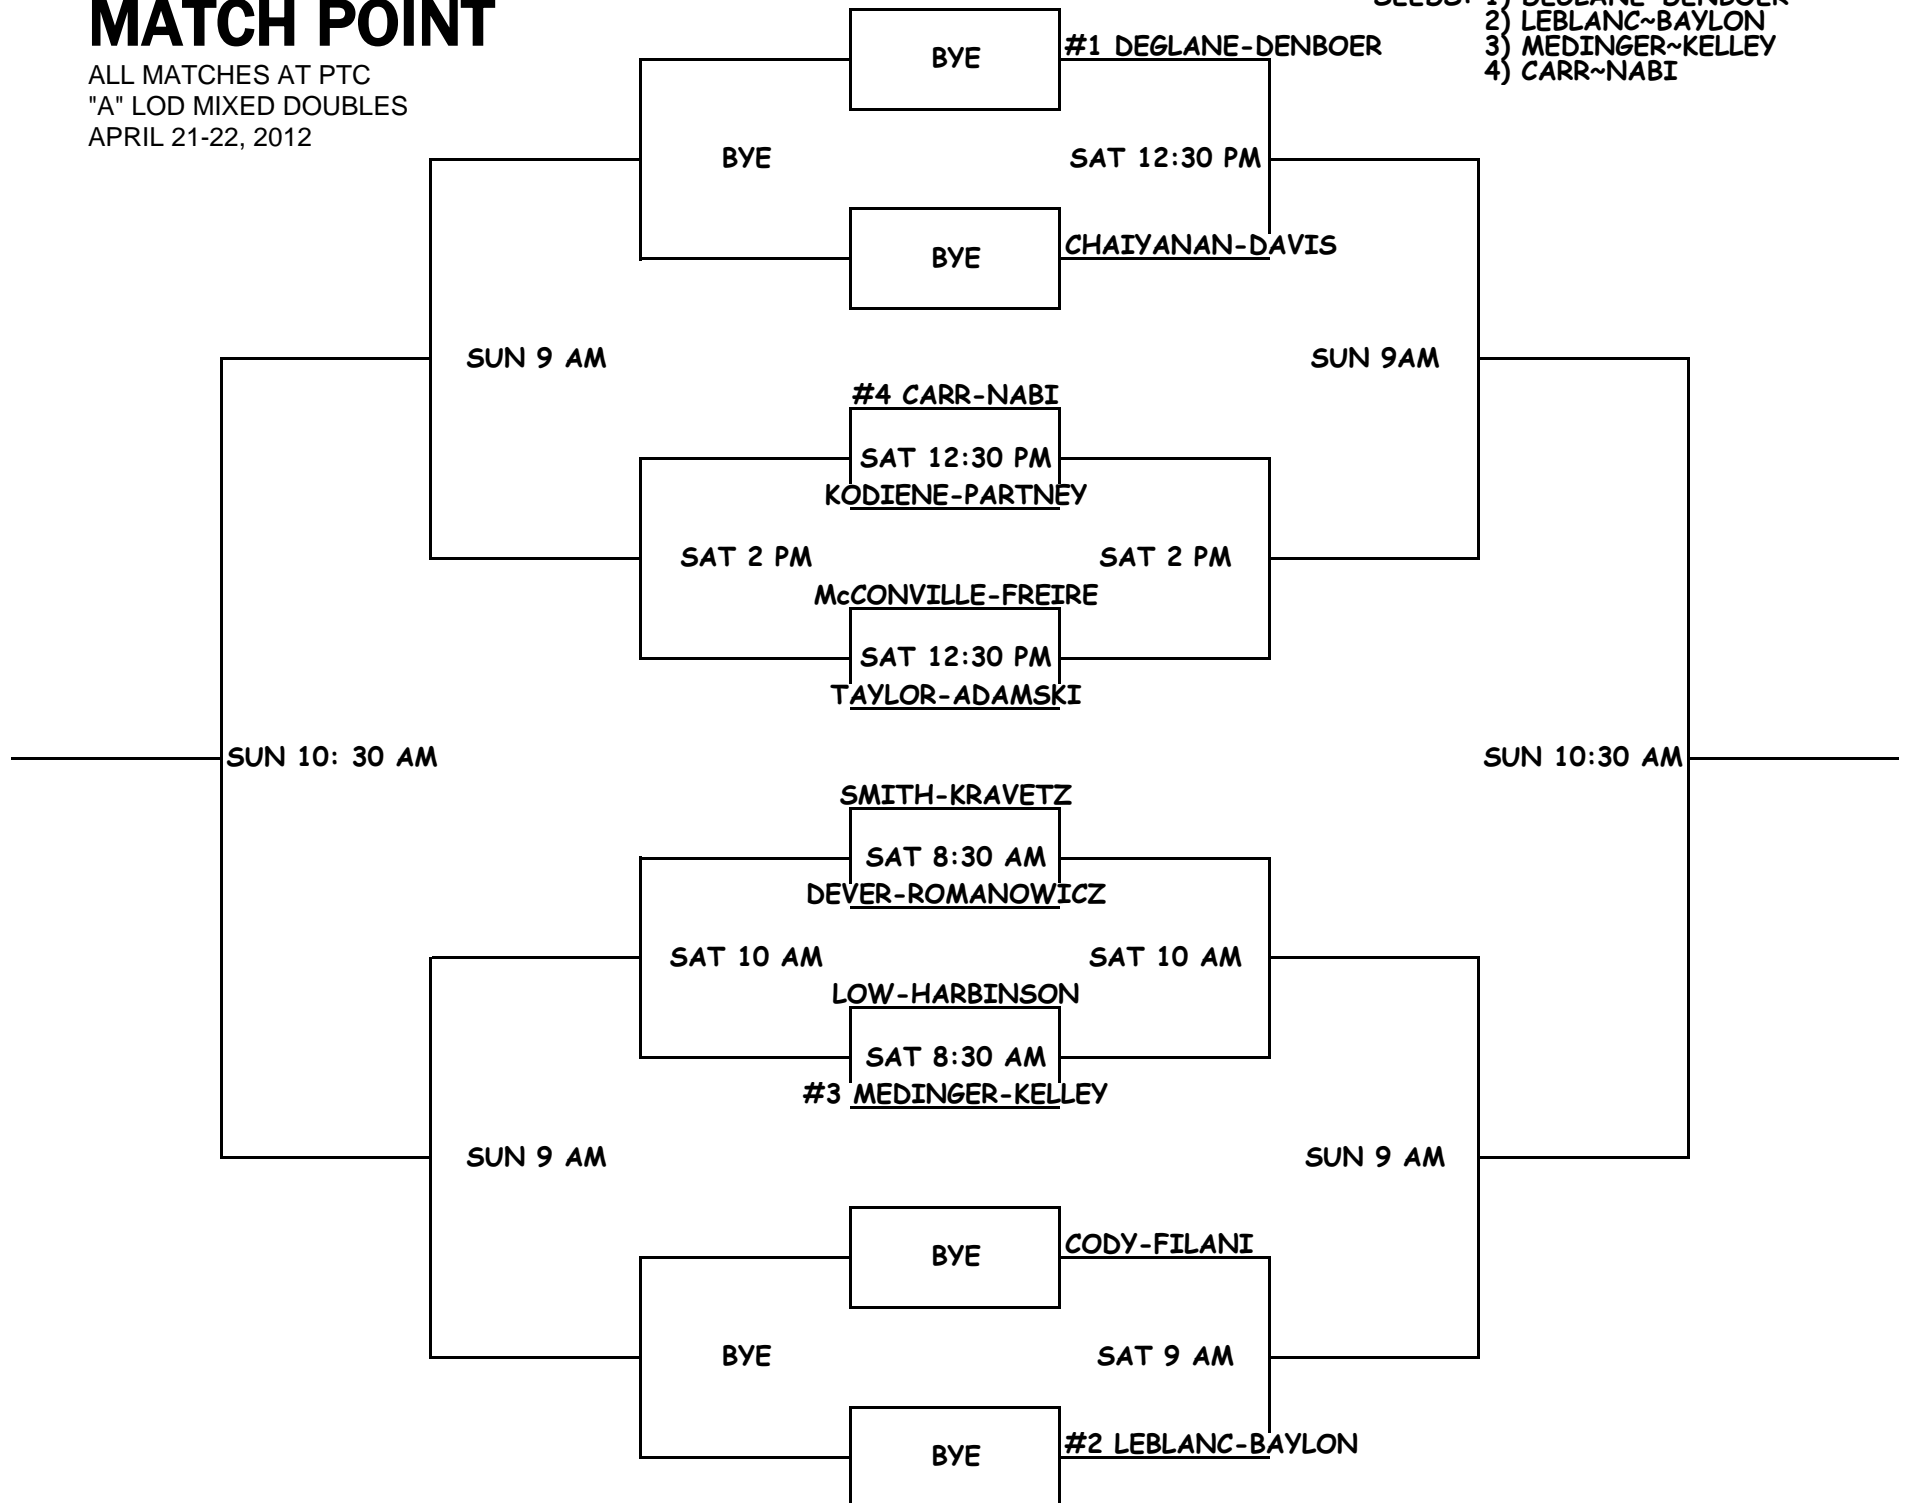 MATCH POINT
ALL MATCHES AT PTC
"A" LOD MIXED DOUBLES
APRIL 21-22, 2012
SEEDS: 1) DEGLANE~DENBOER
2) LEBLANC~BAYLON
3) MEDINGER~KELLEY
4) CARR~NABI
BYE
#1 DEGLANE-DENBOER
BYE
SAT 12:30 PM
BYE
CHAIYANAN-DAVIS
SUN 9 AM
SUN 9AM
#4 CARR-NABI
SAT 12:30 PM
KODIENE-PARTNEY
SAT 2 PM
SAT 2 PM
McCONVILLE-FREIRE
SAT 12:30 PM
TAYLOR-ADAMSKI
SUN 10: 30 AM
SUN 10:30 AM
SMITH-KRAVETZ
SAT 8:30 AM
DEVER-ROMANOWICZ
SAT 10 AM
SAT 10 AM
LOW-HARBINSON
SAT 8:30 AM
#3 MEDINGER-KELLEY
SUN 9 AM
SUN 9 AM
BYE
CODY-FILANI
BYE
SAT 9 AM
BYE
#2 LEBLANC-BAYLON